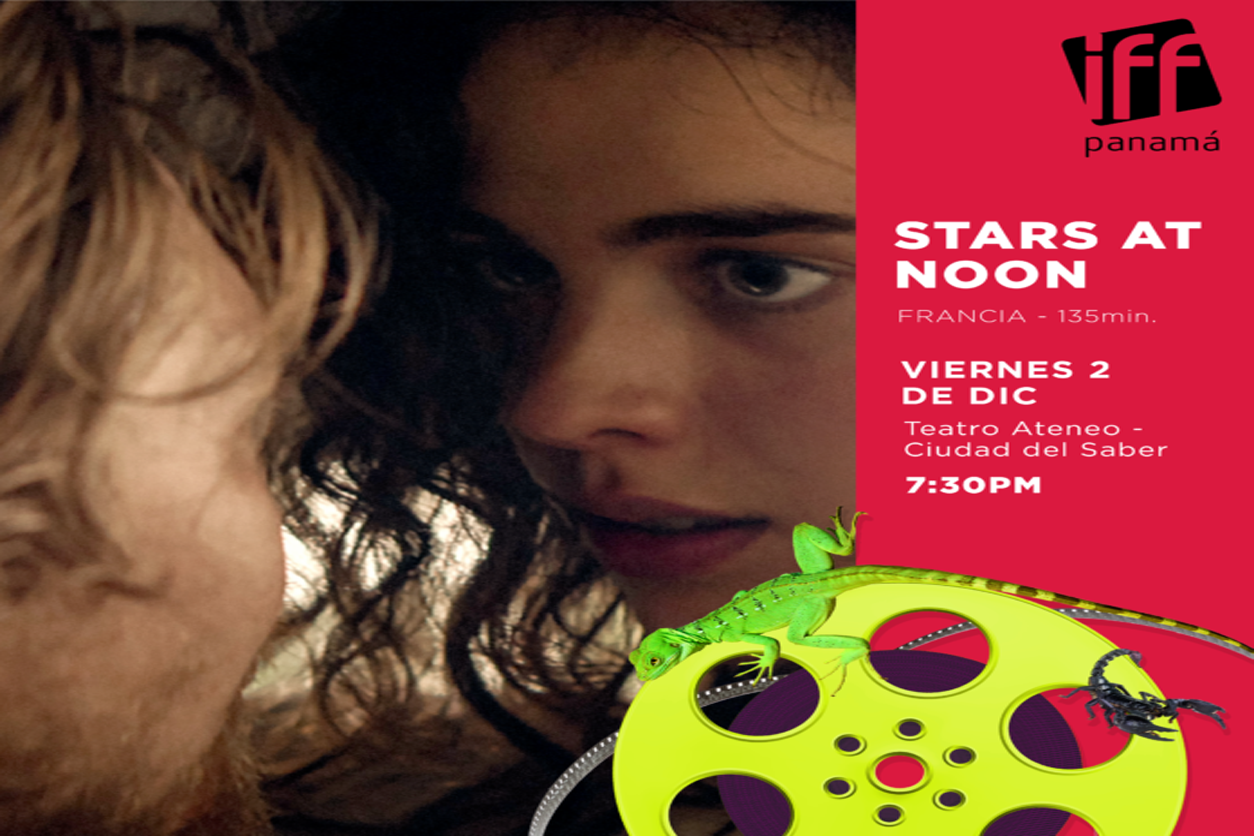 iff
panamá
STARS AT
NOON
FRANCIA - 135min.
VIERNES 2
DE DIC
Teatro Ateneo -
Ciudad del Saber
7:30PM